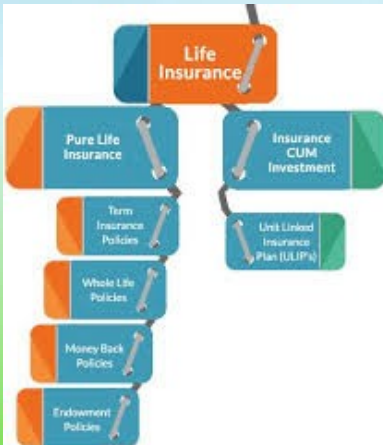 Life
Insurance
Pure Life
Insurance
Insurance
CUM
Investment
Term
Insurance
Policies
Unit Linked
Insurance
Plan (ULIP's)
Whole Life
Policies
Money Back
Policies
Endowment
Policies